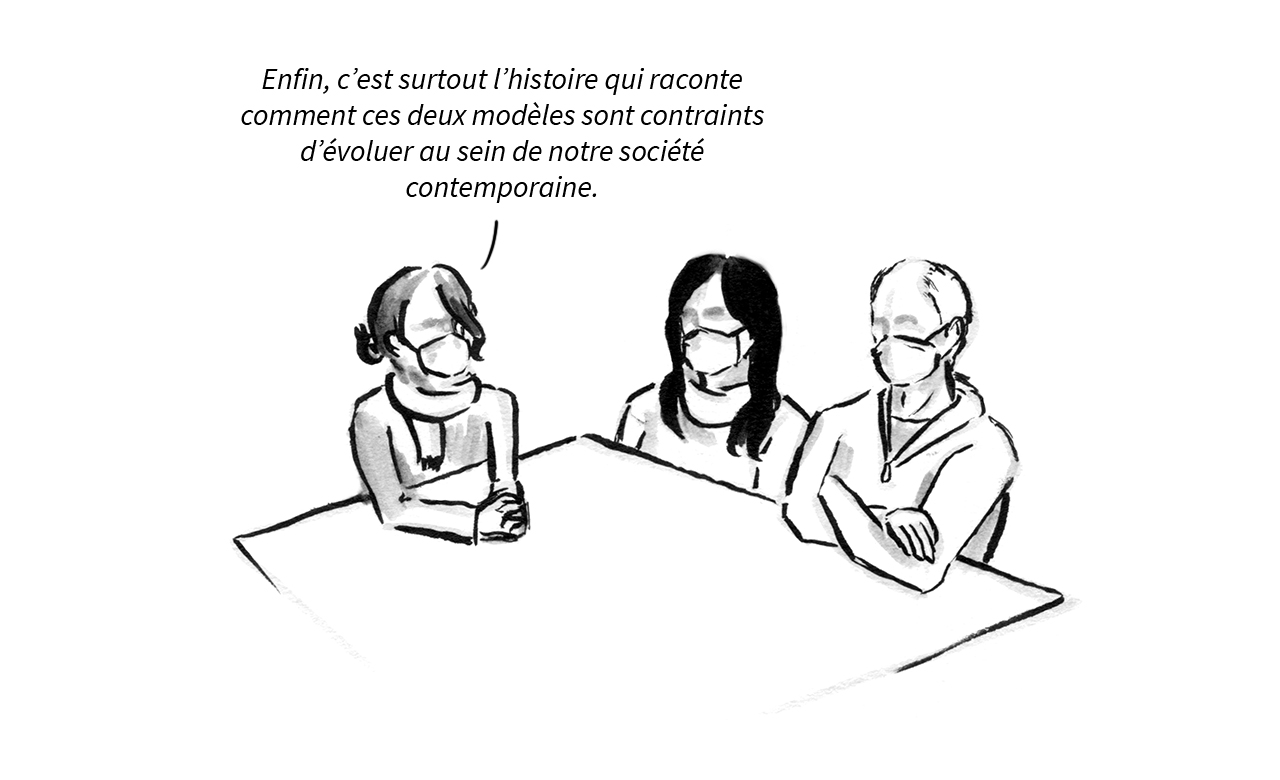 Enfin, c’est surtout l’histoire qui raconte
comment ces deux modèles sont contraints
d’évoluer au sein de notre société
contemporaine.